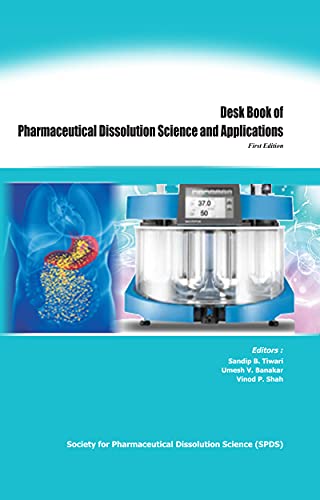 Desk Book of
Pharmaceutical Dissolution Science and Applications
First Edition
37.0
50
Editors :
Sandip B. Tiwari
Umesh V. Banakar
Vinod P. Shah
Society for Pharmaceutical Dissolution Science (SPDS)